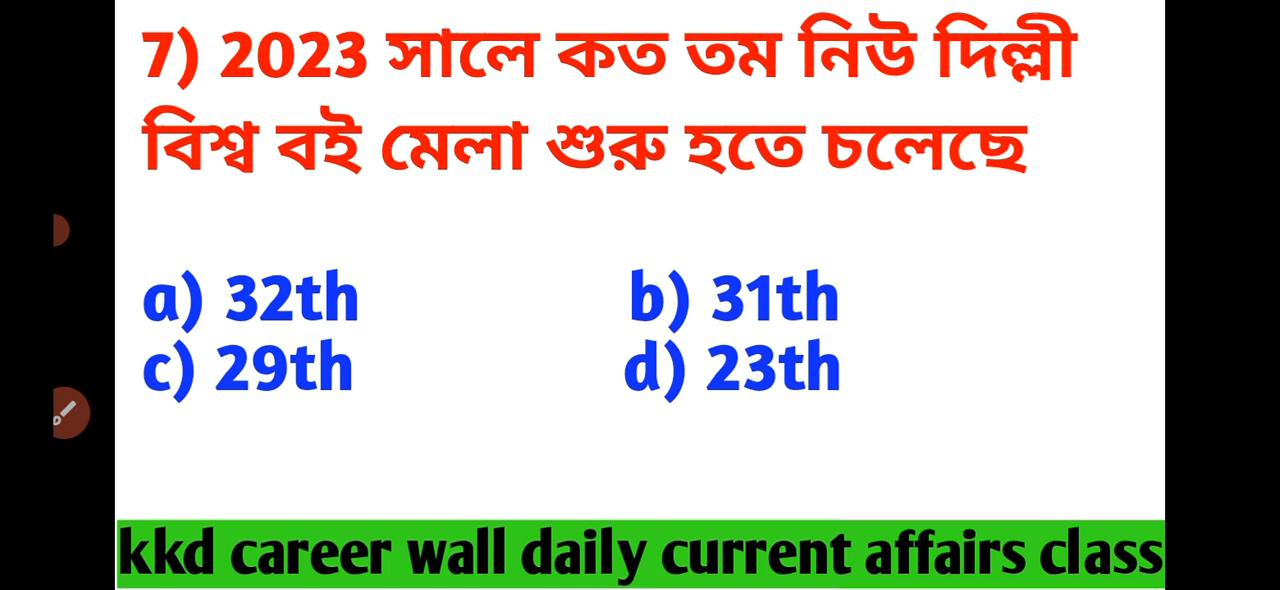 7) 2023 সালে কত তম নিউ দিল্লী
বিশ্ব বই মেলা শুরু হতে চলেছে
a) 32th b) 31th
c) 29th d) 23th
kkd career wall daily current affairs class